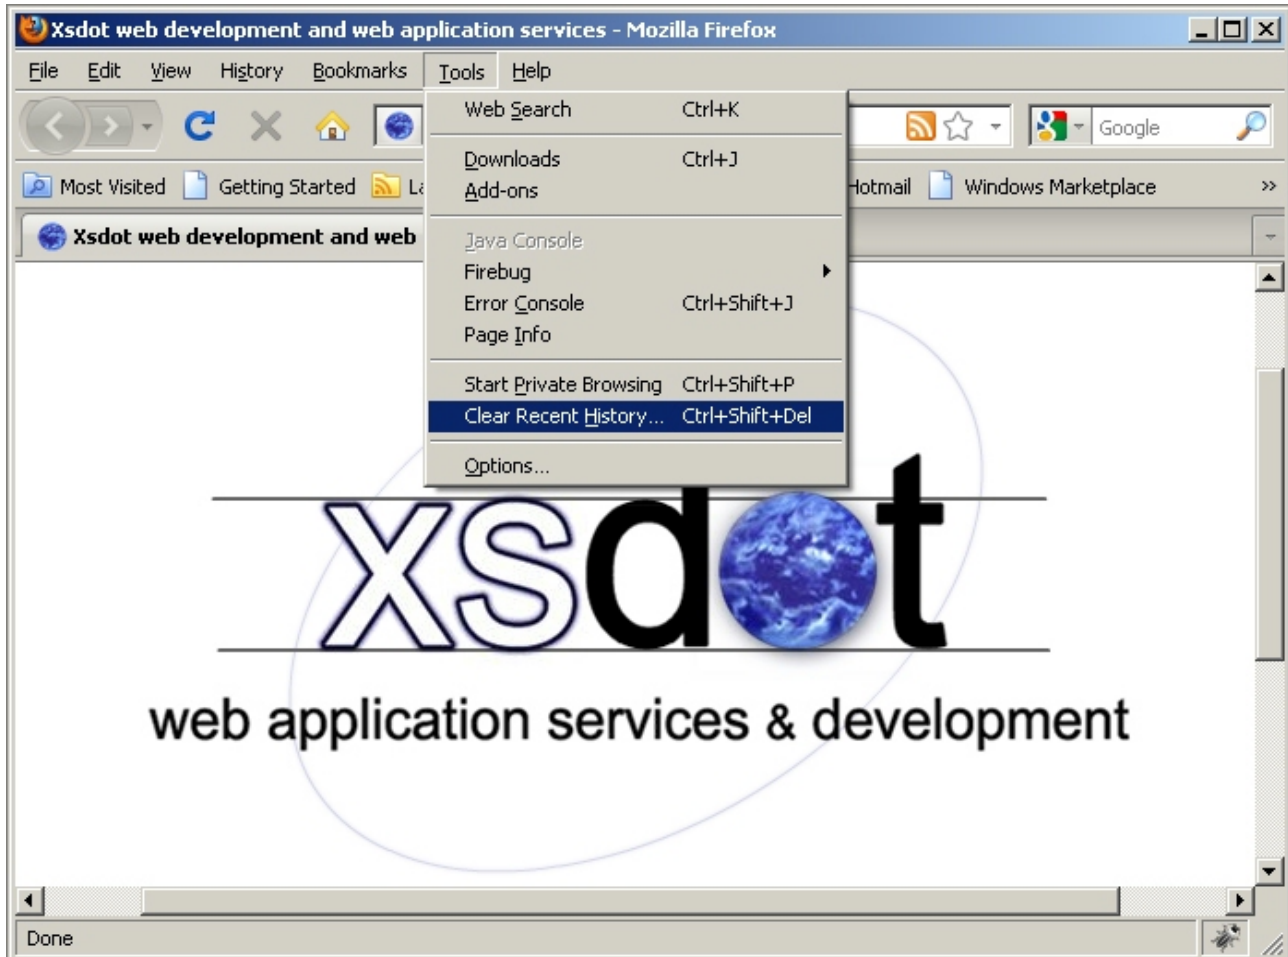 Xsdot web development and web application services - Mozilla Firefox
File Edit View History Bookmarks Tools Help
Google
Most Visited Getting Started Hotmail Windows Marketplace
Xsdot web development and web
Web Search Ctrl+K
Downloads Ctrl+J
Add-ons
Java Console
Firebug
Error Console Ctrl+Shift+J
Page Info
Start Private Browsing Ctrl+Shift+P
Clear Recent History... Ctrl+Shift+Del
Options...
xsdot
web application services & development
Done